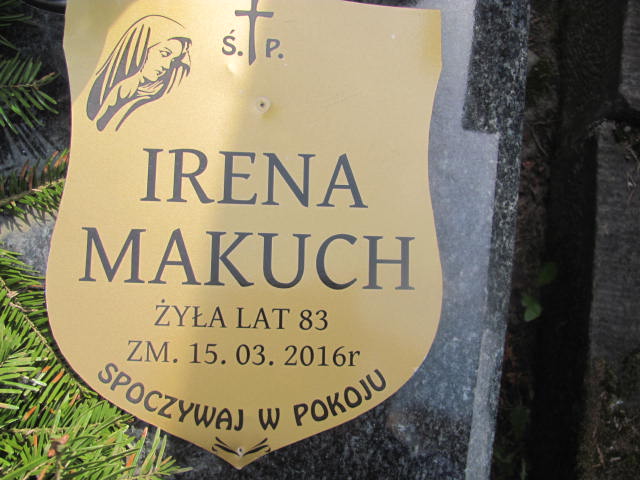 Ś. P.
IRENA
MAKUCH
ŻYŁA LAT 83
ZM. 15. 03. 2016r
SPOCZYWAJ W POKOJU